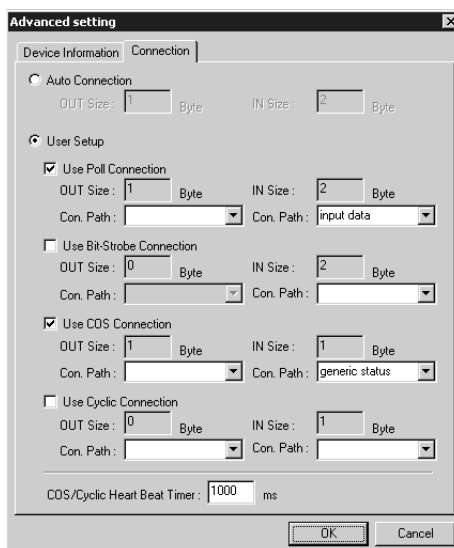 Advanced setting
Device Information Connection
Auto Connection
OUT Size : 1 Byte IN Size : 2 Byte
User Setup
Use Poll Connection
OUT Size : 1 Byte IN Size : 2 Byte
Con. Path : Con. Path : input data
Use Bit-Strobe Connection
OUT Size : 0 Byte IN Size : 2 Byte
Con. Path : Con. Path :
Use COS Connection
OUT Size : 1 Byte IN Size : 1 Byte
Con. Path : Con. Path : generic status
Use Cyclic Connection
OUT Size : 0 Byte IN Size : 1 Byte
Con. Path : Con. Path :
COS/Cyclic Heart Beat Timer : 1000 ms
OK Cancel